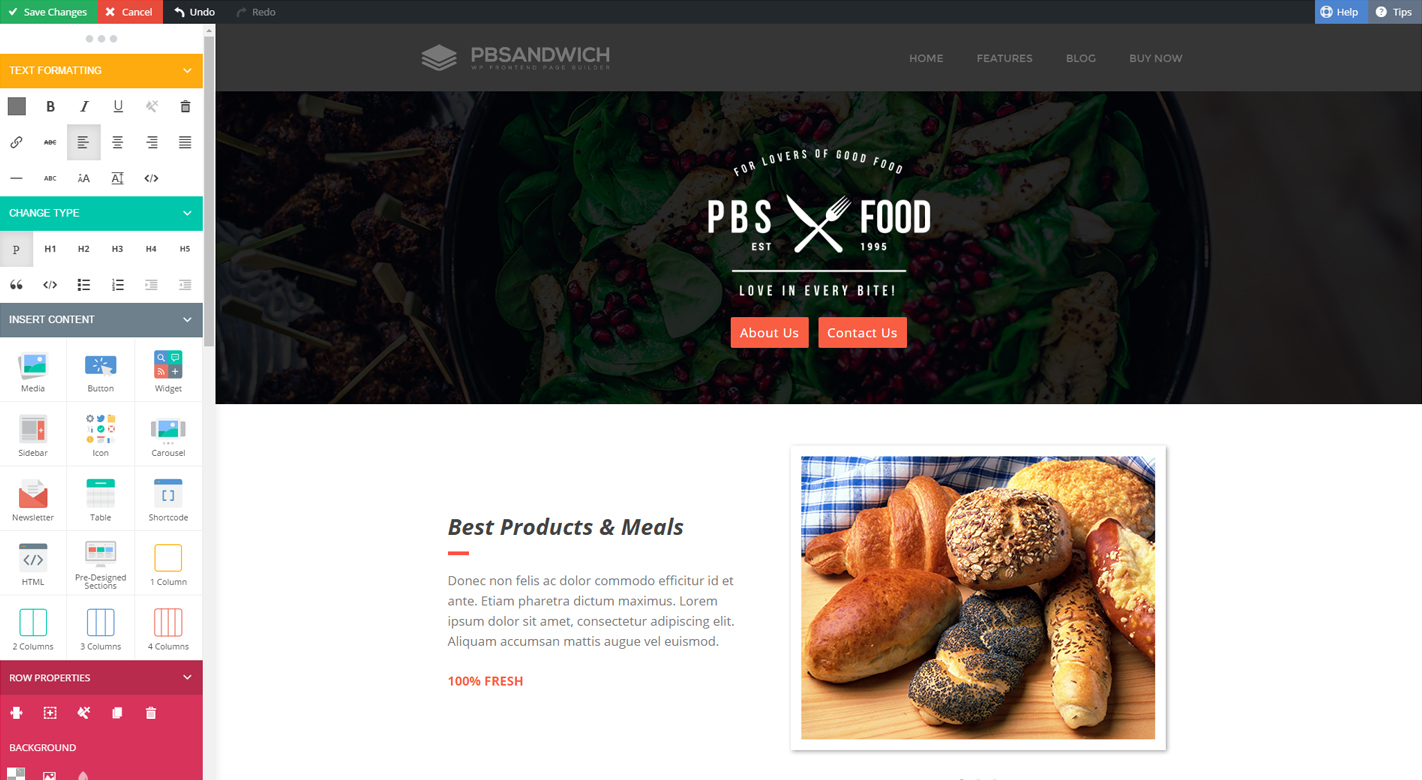 Save Changes Cancel Undo Redo Help Tips
TEXT FORMATTING
B I U
ABC
ABC AA AI </>
CHANGE TYPE
P H1 H2 H3 H4 H5
INSERT CONTENT
Media Button Widget
Sidebar Icon Carousel
Newsletter Table Shortcode
HTML Pre-Designed Sections 1 Column
2 Columns 3 Columns 4 Columns
ROW PROPERTIES
BACKGROUND
PBSANDWICH
WP FRONTEND PAGE BUILDER
HOME FEATURES BLOG BUY NOW
FOR LOVERS OF GOOD FOOD
PBS FOOD
EST 1995
LOVE IN EVERY BITE!
About Us Contact Us
Best Products & Meals
Donec non felis ac dolor commodo efficitur id et
ante. Etiam pharetra dictum maximus. Lorem
ipsum dolor sit amet, consectetur adipiscing elit.
Aliquam accumsan mattis augue vel euismod.
100% FRESH